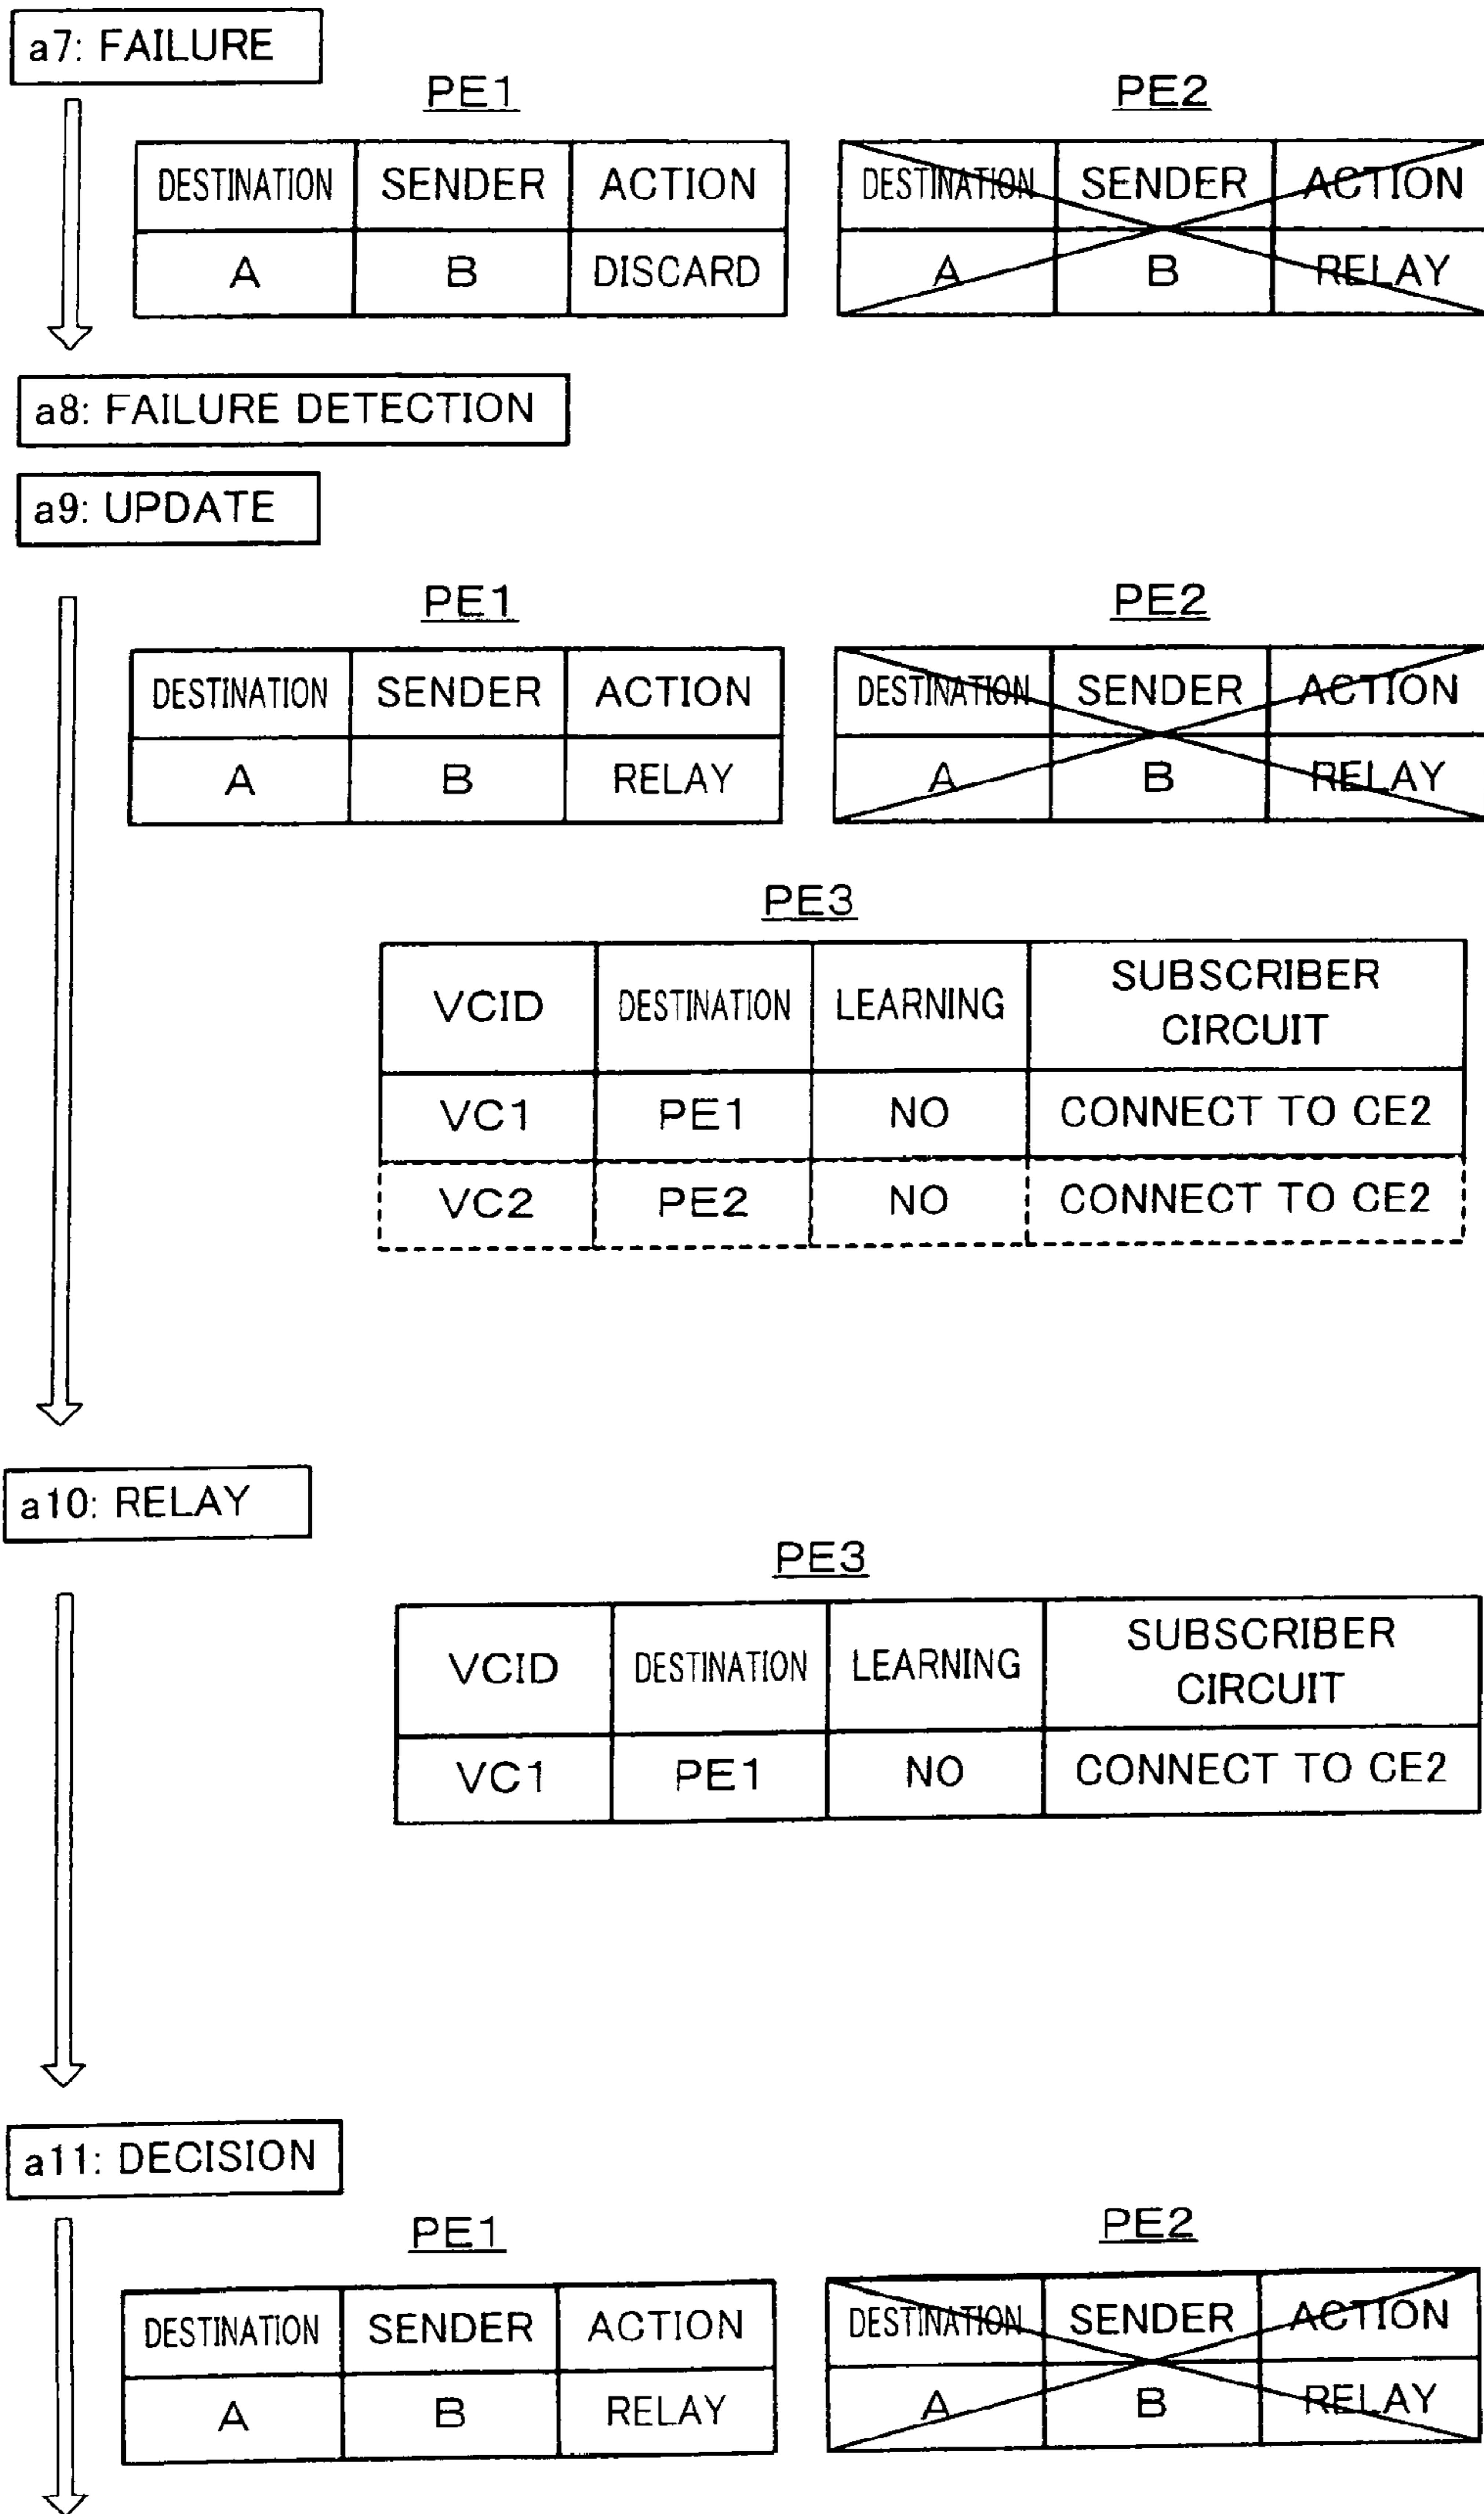 a7: FAILURE
PE1
PE2
DESTINATION SENDER ACTION
A B DISCARD
DESTINATION SENDER ACTION
A B RELAY
a8: FAILURE DETECTION
a9: UPDATE
PE1
PE2
DESTINATION SENDER ACTION
A B RELAY
DESTINATION SENDER ACTION
A B RELAY
PE3
VCID DESTINATION LEARNING SUBSCRIBER
CIRCUIT
VC1 PE1 NO CONNECT TO CE2
VC2 PE2 NO CONNECT TO CE2
a10: RELAY
PE3
VCID DESTINATION LEARNING SUBSCRIBER
CIRCUIT
VC1 PE1 NO CONNECT TO CE2
a11: DECISION
PE1
PE2
DESTINATION SENDER ACTION
A B RELAY
DESTINATION SENDER ACTION
A B RELAY